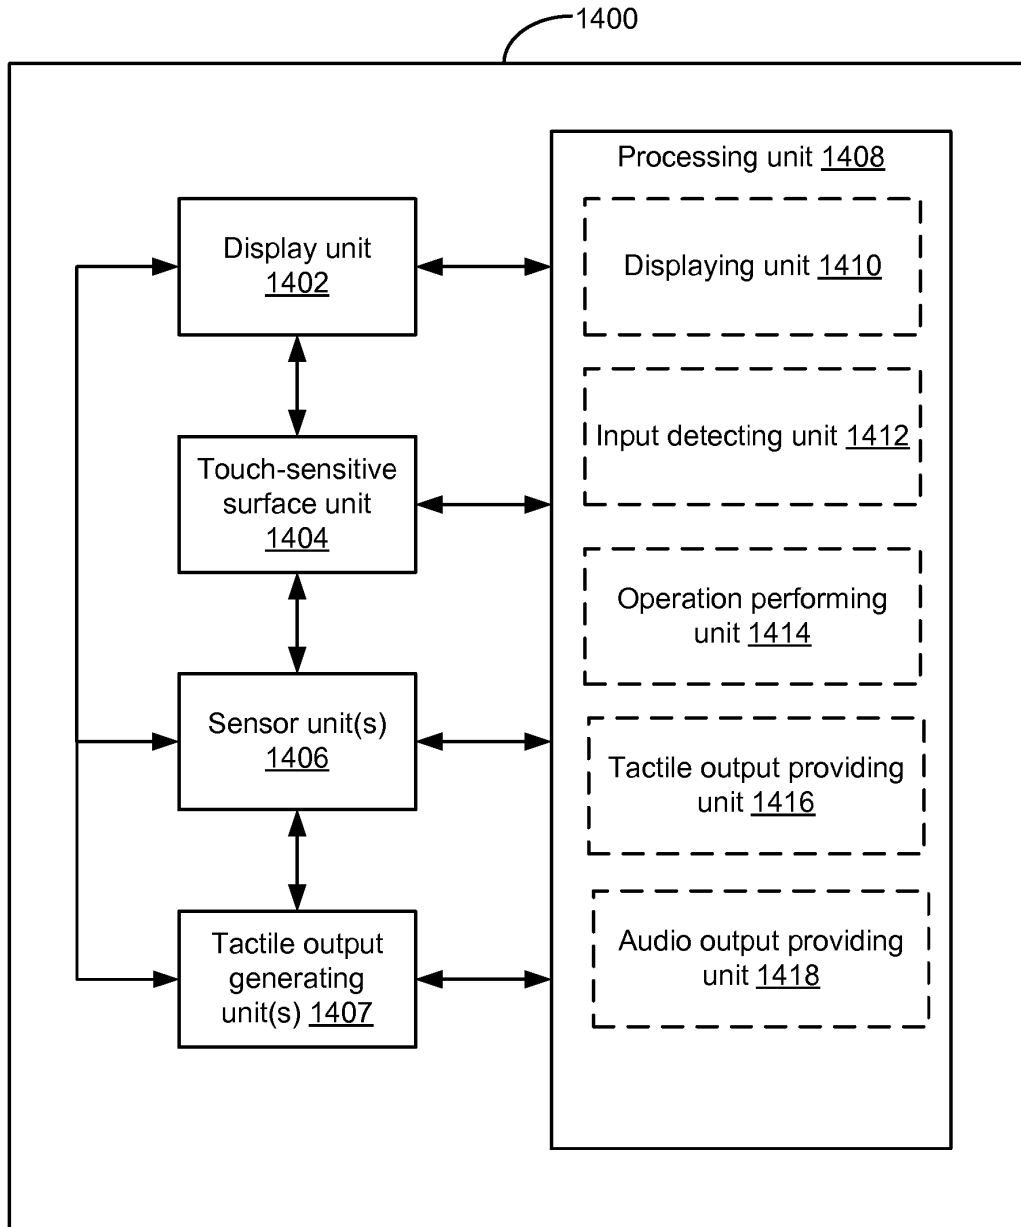 1400
Processing unit 1408
Display unit
1402
Displaying unit 1410
Touch-sensitive
surface unit
1404
Input detecting unit 1412
Sensor unit(s)
1406
Operation performing
unit 1414
Tactile output providing
unit 1416
Tactile output
generating
unit(s) 1407
Audio output providing
unit 1418